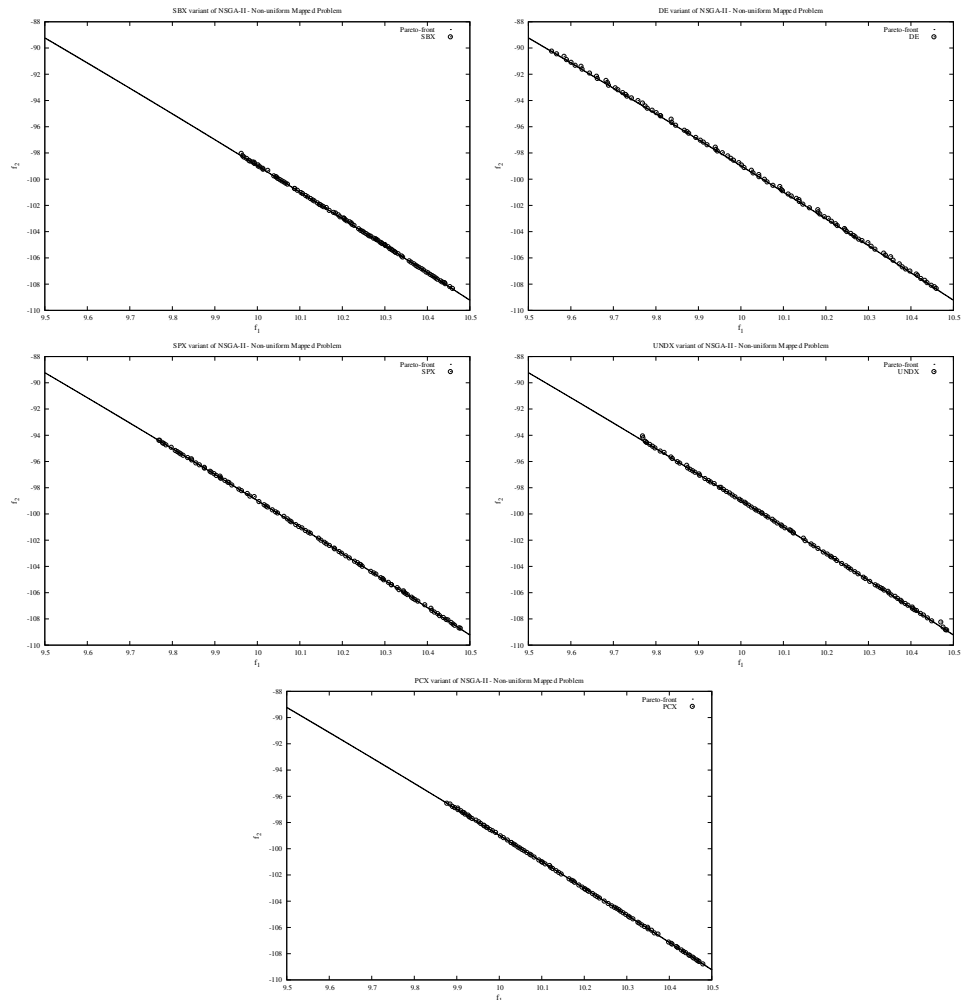 SBX variant of NSGA-II - Non-uniform Mapped Problem
Pareto-front
SBX
-88
-90
-92
-94
-96
-98
-100
-102
-104
-106
-108
-110
f2
9.5 9.6 9.7 9.8 9.9 10 10.1 10.2 10.3 10.4 10.5
f1
DE variant of NSGA-II - Non-uniform Mapped Problem
Pareto-front
DE
-88
-90
-92
-94
-96
-98
-100
-102
-104
-106
-108
-110
f2
9.5 9.6 9.7 9.8 9.9 10 10.1 10.2 10.3 10.4 10.5
f1
SPX variant of NSGA-II - Non-uniform Mapped Problem
Pareto-front
SPX
-88
-90
-92
-94
-96
-98
-100
-102
-104
-106
-108
-110
f2
9.5 9.6 9.7 9.8 9.9 10 10.1 10.2 10.3 10.4 10.5
f1
UNDX variant of NSGA-II - Non-uniform Mapped Problem
Pareto-front
UNDX
-88
-90
-92
-94
-96
-98
-100
-102
-104
-106
-108
-110
f2
9.5 9.6 9.7 9.8 9.9 10 10.1 10.2 10.3 10.4 10.5
f1
PCX variant of NSGA-II - Non-uniform Mapped Problem
Pareto-front
PCX
-88
-90
-92
-94
-96
-98
-100
-102
-104
-106
-108
-110
f2
9.5 9.6 9.7 9.8 9.9 10 10.1 10.2 10.3 10.4 10.5
f1